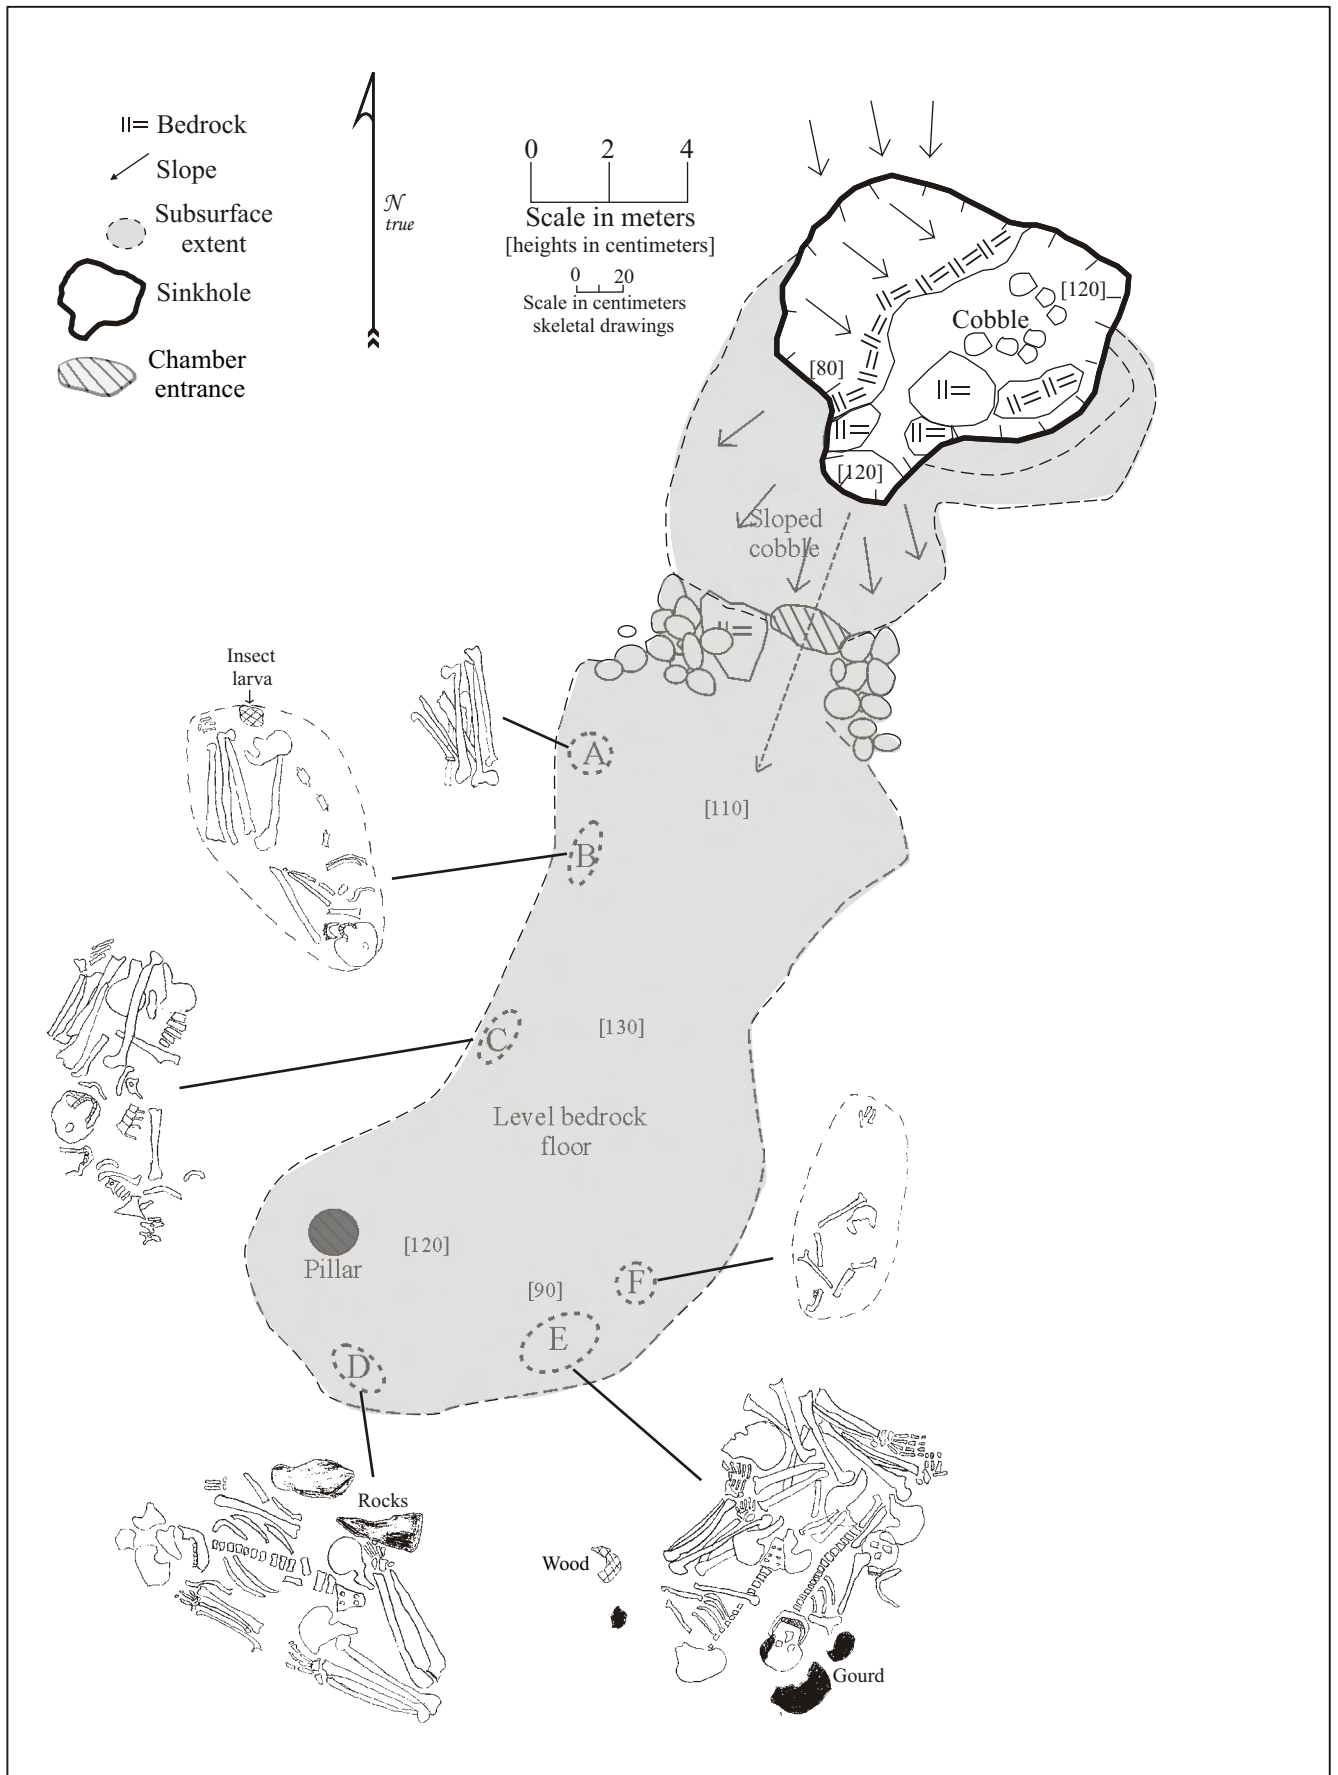 Bedrock
Slope
Subsurface
extent
Sinkhole
Chamber
entrance
N
true
0 2 4
Scale in meters
[heights in centimeters]
0 20
Scale in centimeters
skeletal drawings
[120]
Cobble
[80]
[120]
Sloped
cobble
Insect
larva
A
[110]
B
[130]
C
Level bedrock
floor
[120]
Pillar
F
[90]
E
D
Rocks
Wood
Gourd